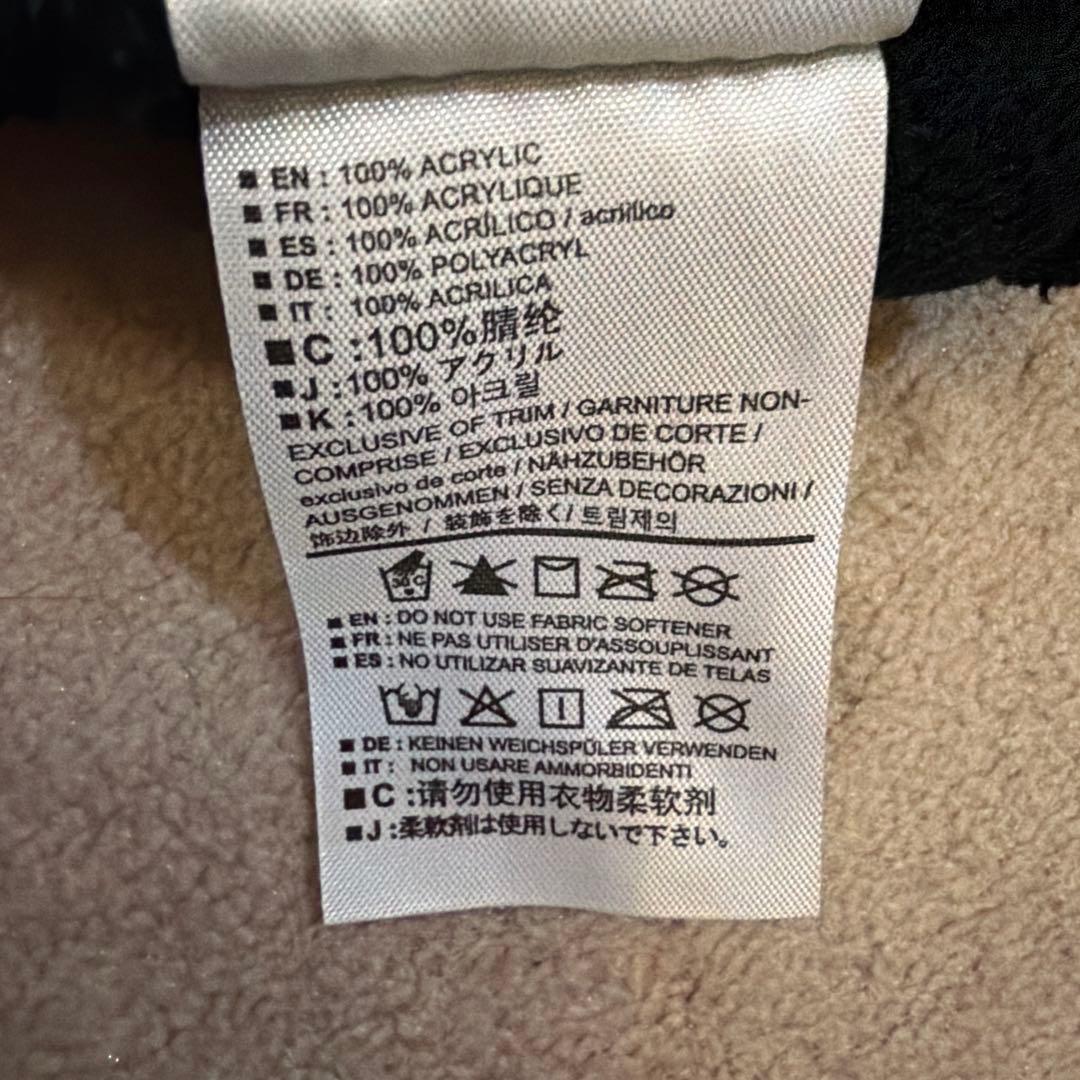 ■ EN : 100% ACRYLIC
■ FR : 100% ACRYLIQUE
■ ES : 100% ACRÍLICO / acrílico
■ DE : 100% POLYACRYL
■ IT : 100% ACRILICA
■ C :100%腈纶
■ J :100% アクリル
■ K : 100% 아크릴
EXCLUSIVE OF TRIM / GARNITURE NON-
COMPRISE / EXCLUSIVO DE CORTE /
exclusivo de corte / NÄHZUBEHÖR
AUSGENOMMEN / SENZA DECORAZIONI /
饰边除外 / 装飾を除く/ 트림제의
30°C
■ EN : DO NOT USE FABRIC SOFTENER
■ FR : NE PAS UTILISER D'ASSOUPLISSANT
■ ES : NO UTILIZAR SUAVIZANTE DE TELAS
■ DE : KEINEN WEICHSPÜLER VERWENDEN
■ IT : NON USARE AMMORBIDENTI
■ C :请勿使用衣物柔软剂
■ J :柔軟剤は使用しないで下さい。